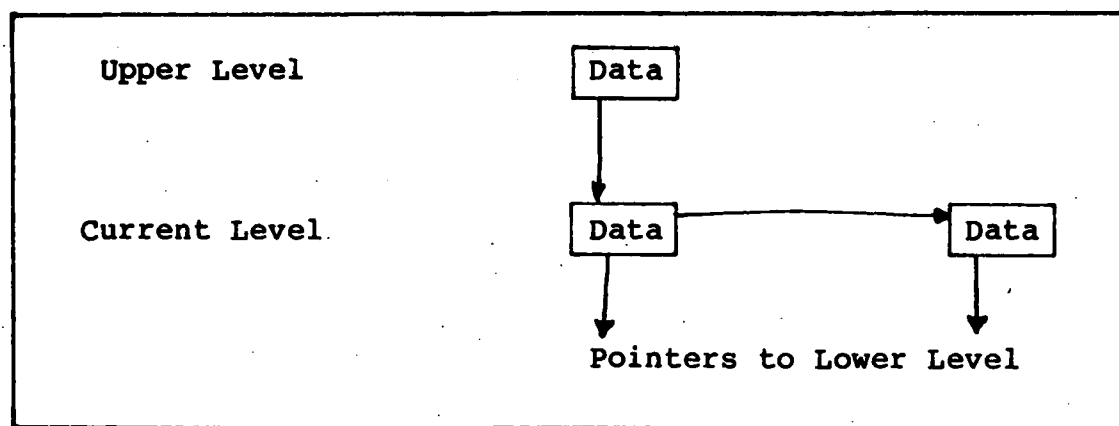 Upper Level
Data
Current Level
Data
Data
Pointers to Lower Level